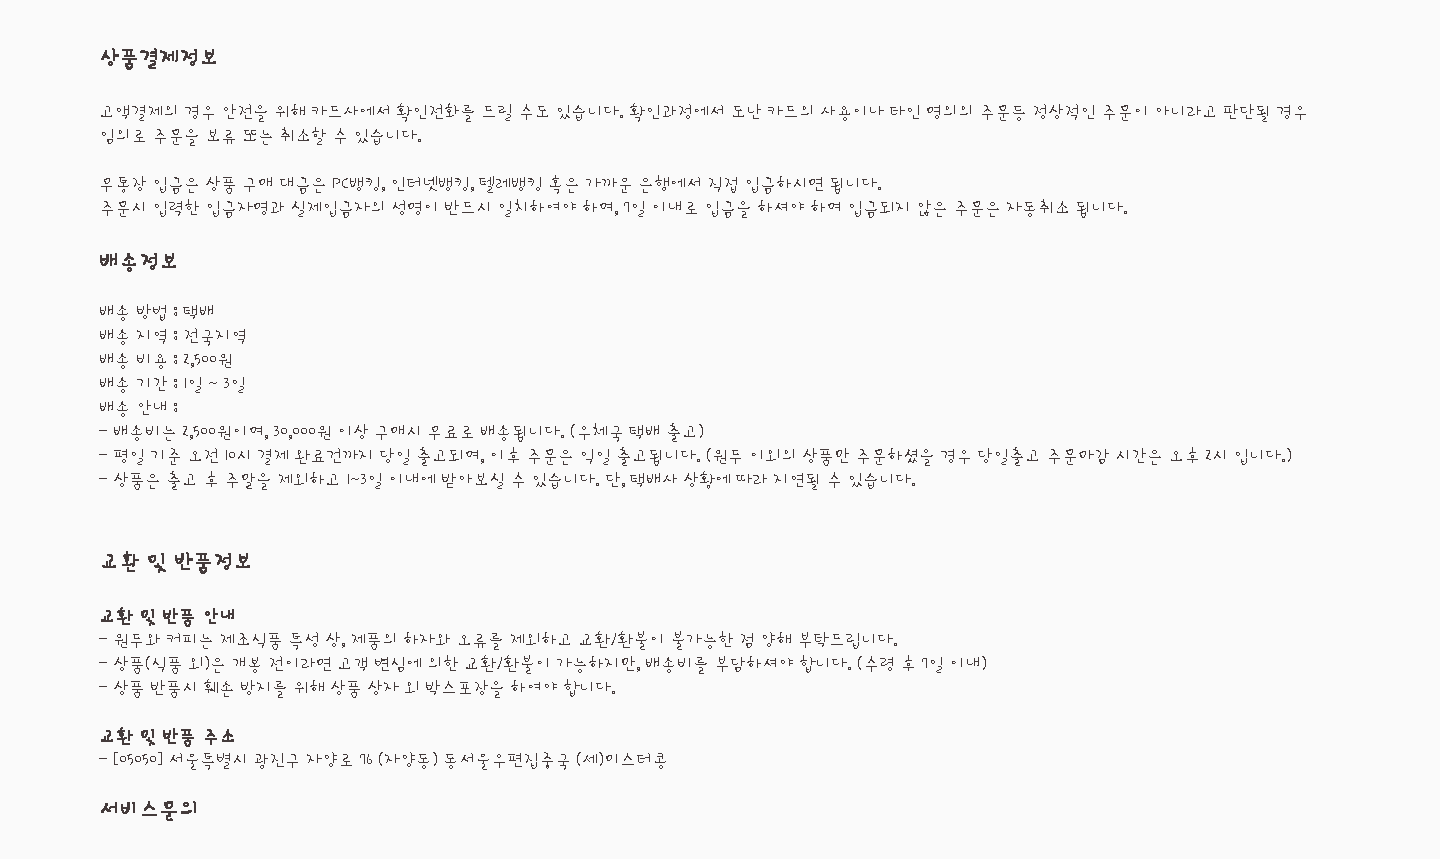 상품결제정보
고액결제의 경우 안전을 위해 카드사에서 확인전화를 드릴 수도 있습니다. 확인과정에서 도난 카드의 사용이나 타인 명의의 주문등 정상적인 주문이 아니라고 판단될 경우
임의로 주문을 보류 또는 취소할 수 있습니다.
무통장 입금은 상품 구매 대금은 PC뱅킹, 인터넷뱅킹, 텔레뱅킹 혹은 가까운 은행에서 직접 입금하시면 됩니다.
주문시 입력한 입금자명과 실제입금자의 성명이 반드시 일치하여야 하며, 7일 이내로 입금을 하셔야 하며 입금되지 않은 주문은 자동취소 됩니다.
배송정보
배송 방법 : 택배
배송 지역 : 전국지역
배송 비용 : 2,500원
배송 기간 : 1일 ~ 3일
배송 안내 :
- 배송비는 2,500원이며, 30,000원 이상 구매시 무료로 배송됩니다. (우체국 택배 출고)
- 평일 기준 오전 10시 결제 완료건까지 당일 출고되며, 이후 주문은 익일 출고됩니다. (원두 이외의 상품만 주문하셨을 경우 당일출고 주문마감 시간은 오후 2시 입니다.)
- 상품은 출고 후 주말을 제외하고 1~3일 이내에 받아보실 수 있습니다. 단, 택배사 상황에 따라 지연될 수 있습니다.
교환 및 반품정보
교환 및 반품 안내
- 원두와 커피는 제조식품 특성 상, 제품의 하자와 오류를 제외하고 교환/환불이 불가능한 점 양해 부탁드립니다.
- 상품(식품 외)은 개봉 전이라면 고객 변심에 의한 교환/환불이 가능하지만, 배송비를 부담하셔야 합니다. (수령 후 7일 이내)
- 상품 반품시 훼손 방지를 위해 상품 상자 외 박스포장을 하여야 합니다.
교환 및 반품 주소
- [05050] 서울특별시 광진구 자양로 76 (자양동) 동서울우편집중국 (세)미스터콩
서비스문의